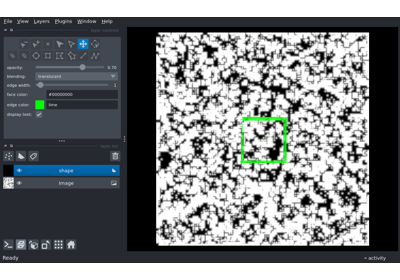 File View Layers Plugins Window Help
layer controls
opacity: 0.70
blending: translucent
edge width: 1
face color: #00000000
edge color: lime
display text:
layer list
shape
image
Ready
activity